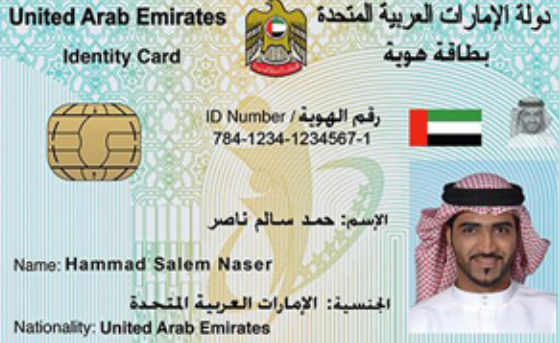 United Arab Emirates دولة الإمارات العربية المتحدة
Identity Card بطاقة هوية
ID Number / رقم الهوية
784-1234-1234567-1
الإسم: حمد سالم ناصر
Name: Hammad Salem Naser
الجنسية: الإمارات العربية المتحدة
Nationality: United Arab Emirates